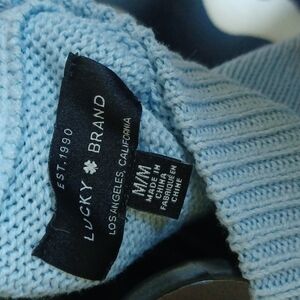 EST. 1990
LUCKY BRAND
LOS ANGELES, CALIFORNIA
M/M
MADE IN
CHINA
FABRIQUÉ EN
CHINE